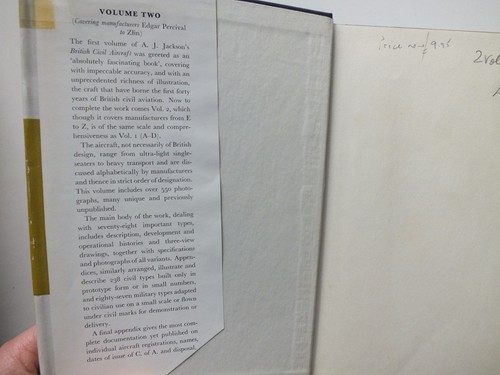 VOLUME TWO
(Covering manufacturers Edgar Percival
to Zlin)
The first volume of A. J. Jackson's
British Civil Aircraft was greeted as an
'absolutely fascinating book', covering
with impeccable accuracy, and with an
unprecedented richness of illustration,
the craft that have borne the first forty
years of British civil aviation. Now to
complete the work comes Vol. 2, which
though it covers manufacturers from E
to Z, is of the same scale and compre-
hensiveness as Vol. 1 (A–D).
The aircraft, not necessarily of British
design, range from ultra-light single-
seaters to heavy transport and are dis-
cussed alphabetically by manufacturers
and thence in strict order of designation.
This volume includes over 550 photo-
graphs, many unique and previously
unpublished.
The main body of the work, dealing
with seventy-eight important types,
includes description, development and
operational histories and three-view
drawings, together with specifications
and photographs of all variants. Appen-
dices, similarly arranged, illustrate and
describe 238 civil types built only in
prototype form or in small numbers,
and eighty-seven military types adapted
to civilian use on a small scale or flown
under civil marks for demonstration or
delivery.
A final appendix gives the most com-
plete documentation yet published on
individual aircraft registrations, names,
dates of issue of C. of A. and disposal,
Price
2 Vol